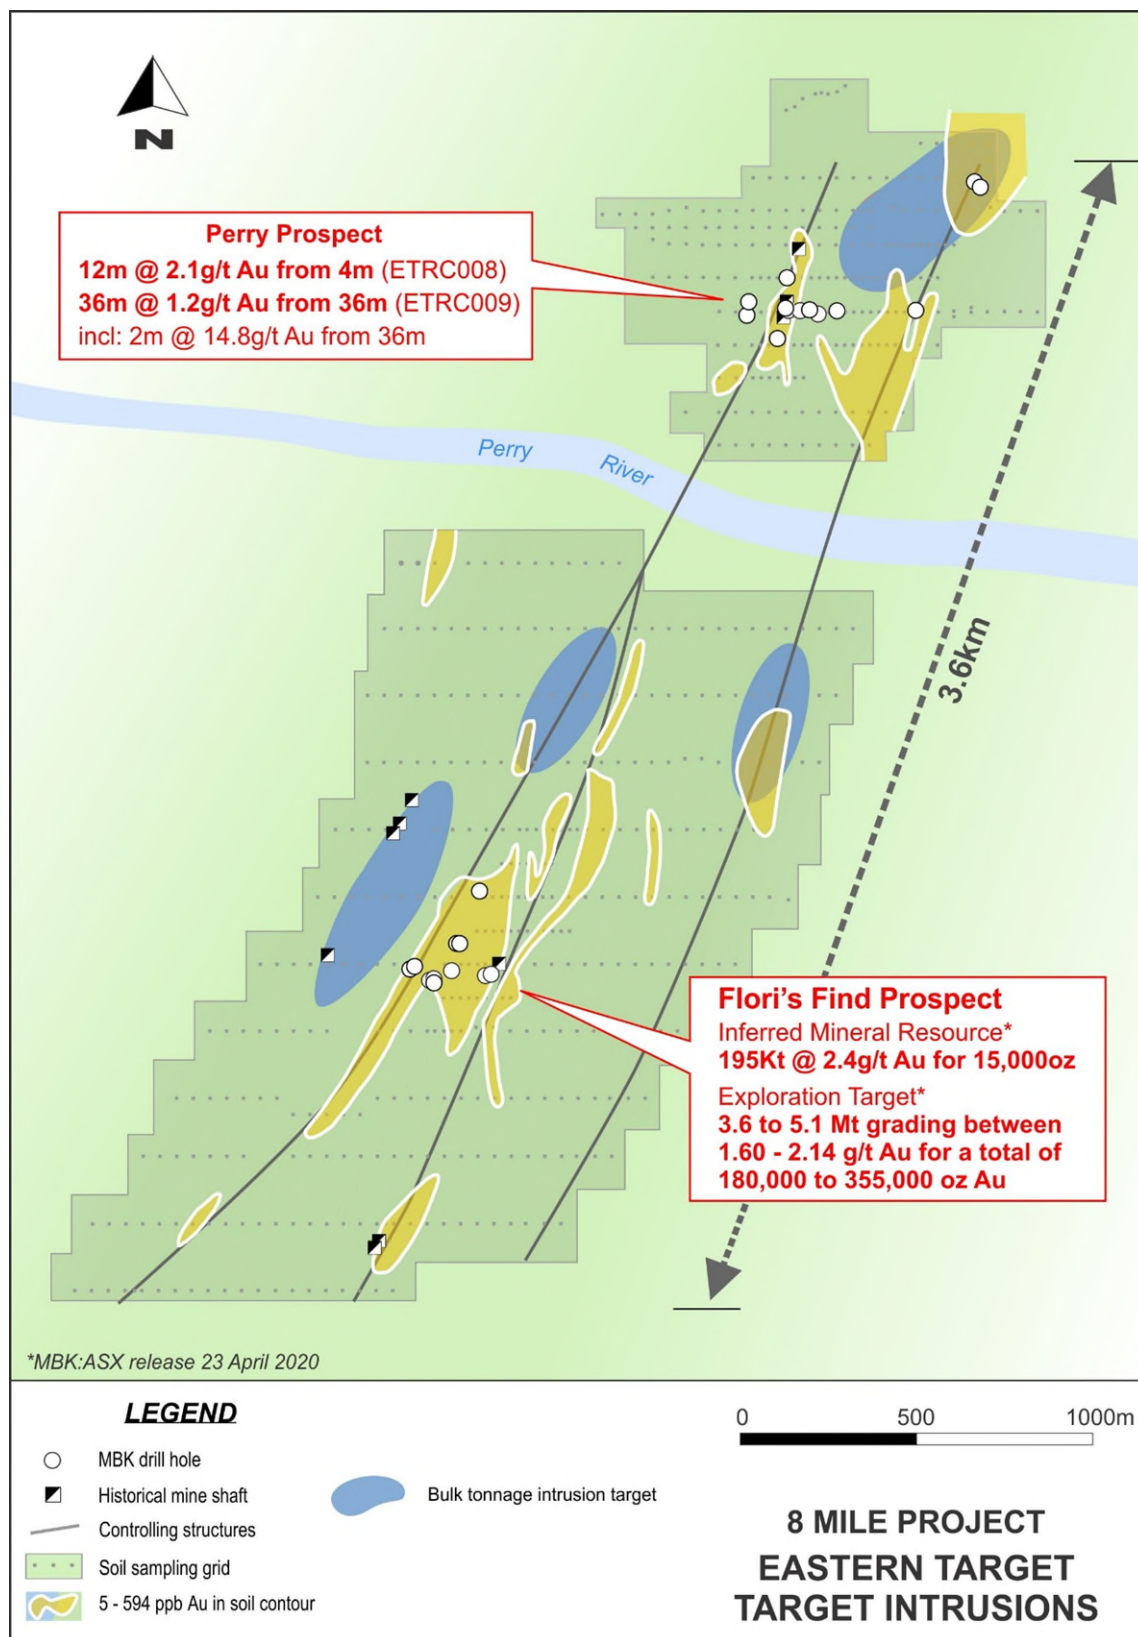 N
Perry Prospect
12m @ 2.1g/t Au from 4m (ETRC008)
36m @ 1.2g/t Au from 36m (ETRC009)
incl: 2m @ 14.8g/t Au from 36m
Perry River
3.6km
Flori's Find Prospect
Inferred Mineral Resource*
195Kt @ 2.4g/t Au for 15,000oz
Exploration Target*
3.6 to 5.1 Mt grading between
1.60 - 2.14 g/t Au for a total of
180,000 to 355,000 oz Au
*MBK:ASX release 23 April 2020
LEGEND
MBK drill hole
Historical mine shaft
Controlling structures
Soil sampling grid
5 - 594 ppb Au in soil contour
Bulk tonnage intrusion target
0 500 1000m
8 MILE PROJECT
EASTERN TARGET
TARGET INTRUSIONS